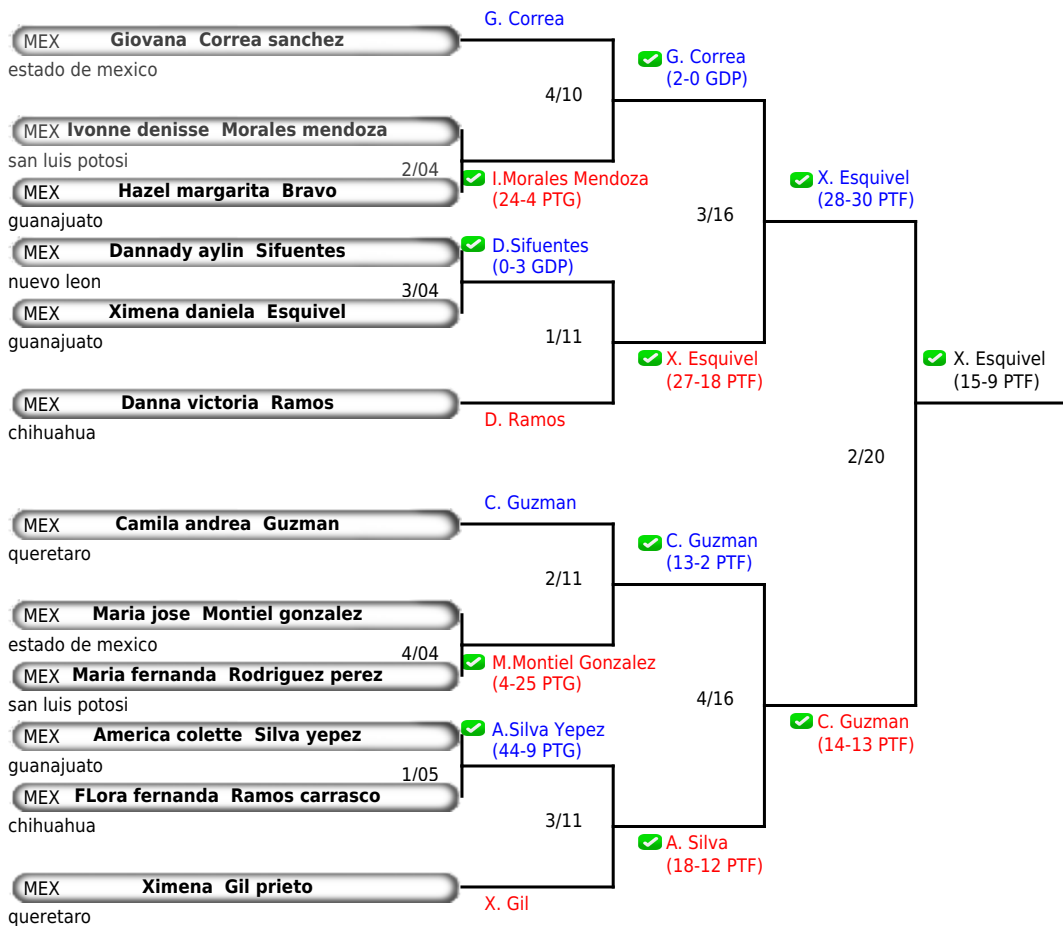 G. Correa
MEX Giovana Correa sanchez
estado de mexico
G. Correa
(2-0 GDP)
4/10
MEX Ivonne denisse Morales mendoza
san luis potosi
2/04
I.Morales Mendoza
(24-4 PTG)
MEX Hazel margarita Bravo
guanajuato
X. Esquivel
(28-30 PTF)
3/16
MEX Dannady aylin Sifuentes
nuevo leon
D.Sifuentes
(0-3 GDP)
3/04
MEX Ximena daniela Esquivel
guanajuato
1/11
X. Esquivel
(27-18 PTF)
X. Esquivel
(15-9 PTF)
MEX Danna victoria Ramos
chihuahua
D. Ramos
2/20
C. Guzman
MEX Camila andrea Guzman
queretaro
C. Guzman
(13-2 PTF)
2/11
MEX Maria jose Montiel gonzalez
estado de mexico
4/04
M.Montiel Gonzalez
(4-25 PTG)
MEX Maria fernanda Rodriguez perez
san luis potosi
4/16
C. Guzman
(14-13 PTF)
MEX America colette Silva yepez
guanajuato
A.Silva Yepez
(44-9 PTG)
1/05
MEX FLora fernanda Ramos carrasco
chihuahua
3/11
A. Silva
(18-12 PTF)
MEX Ximena Gil prieto
queretaro
X. Gil